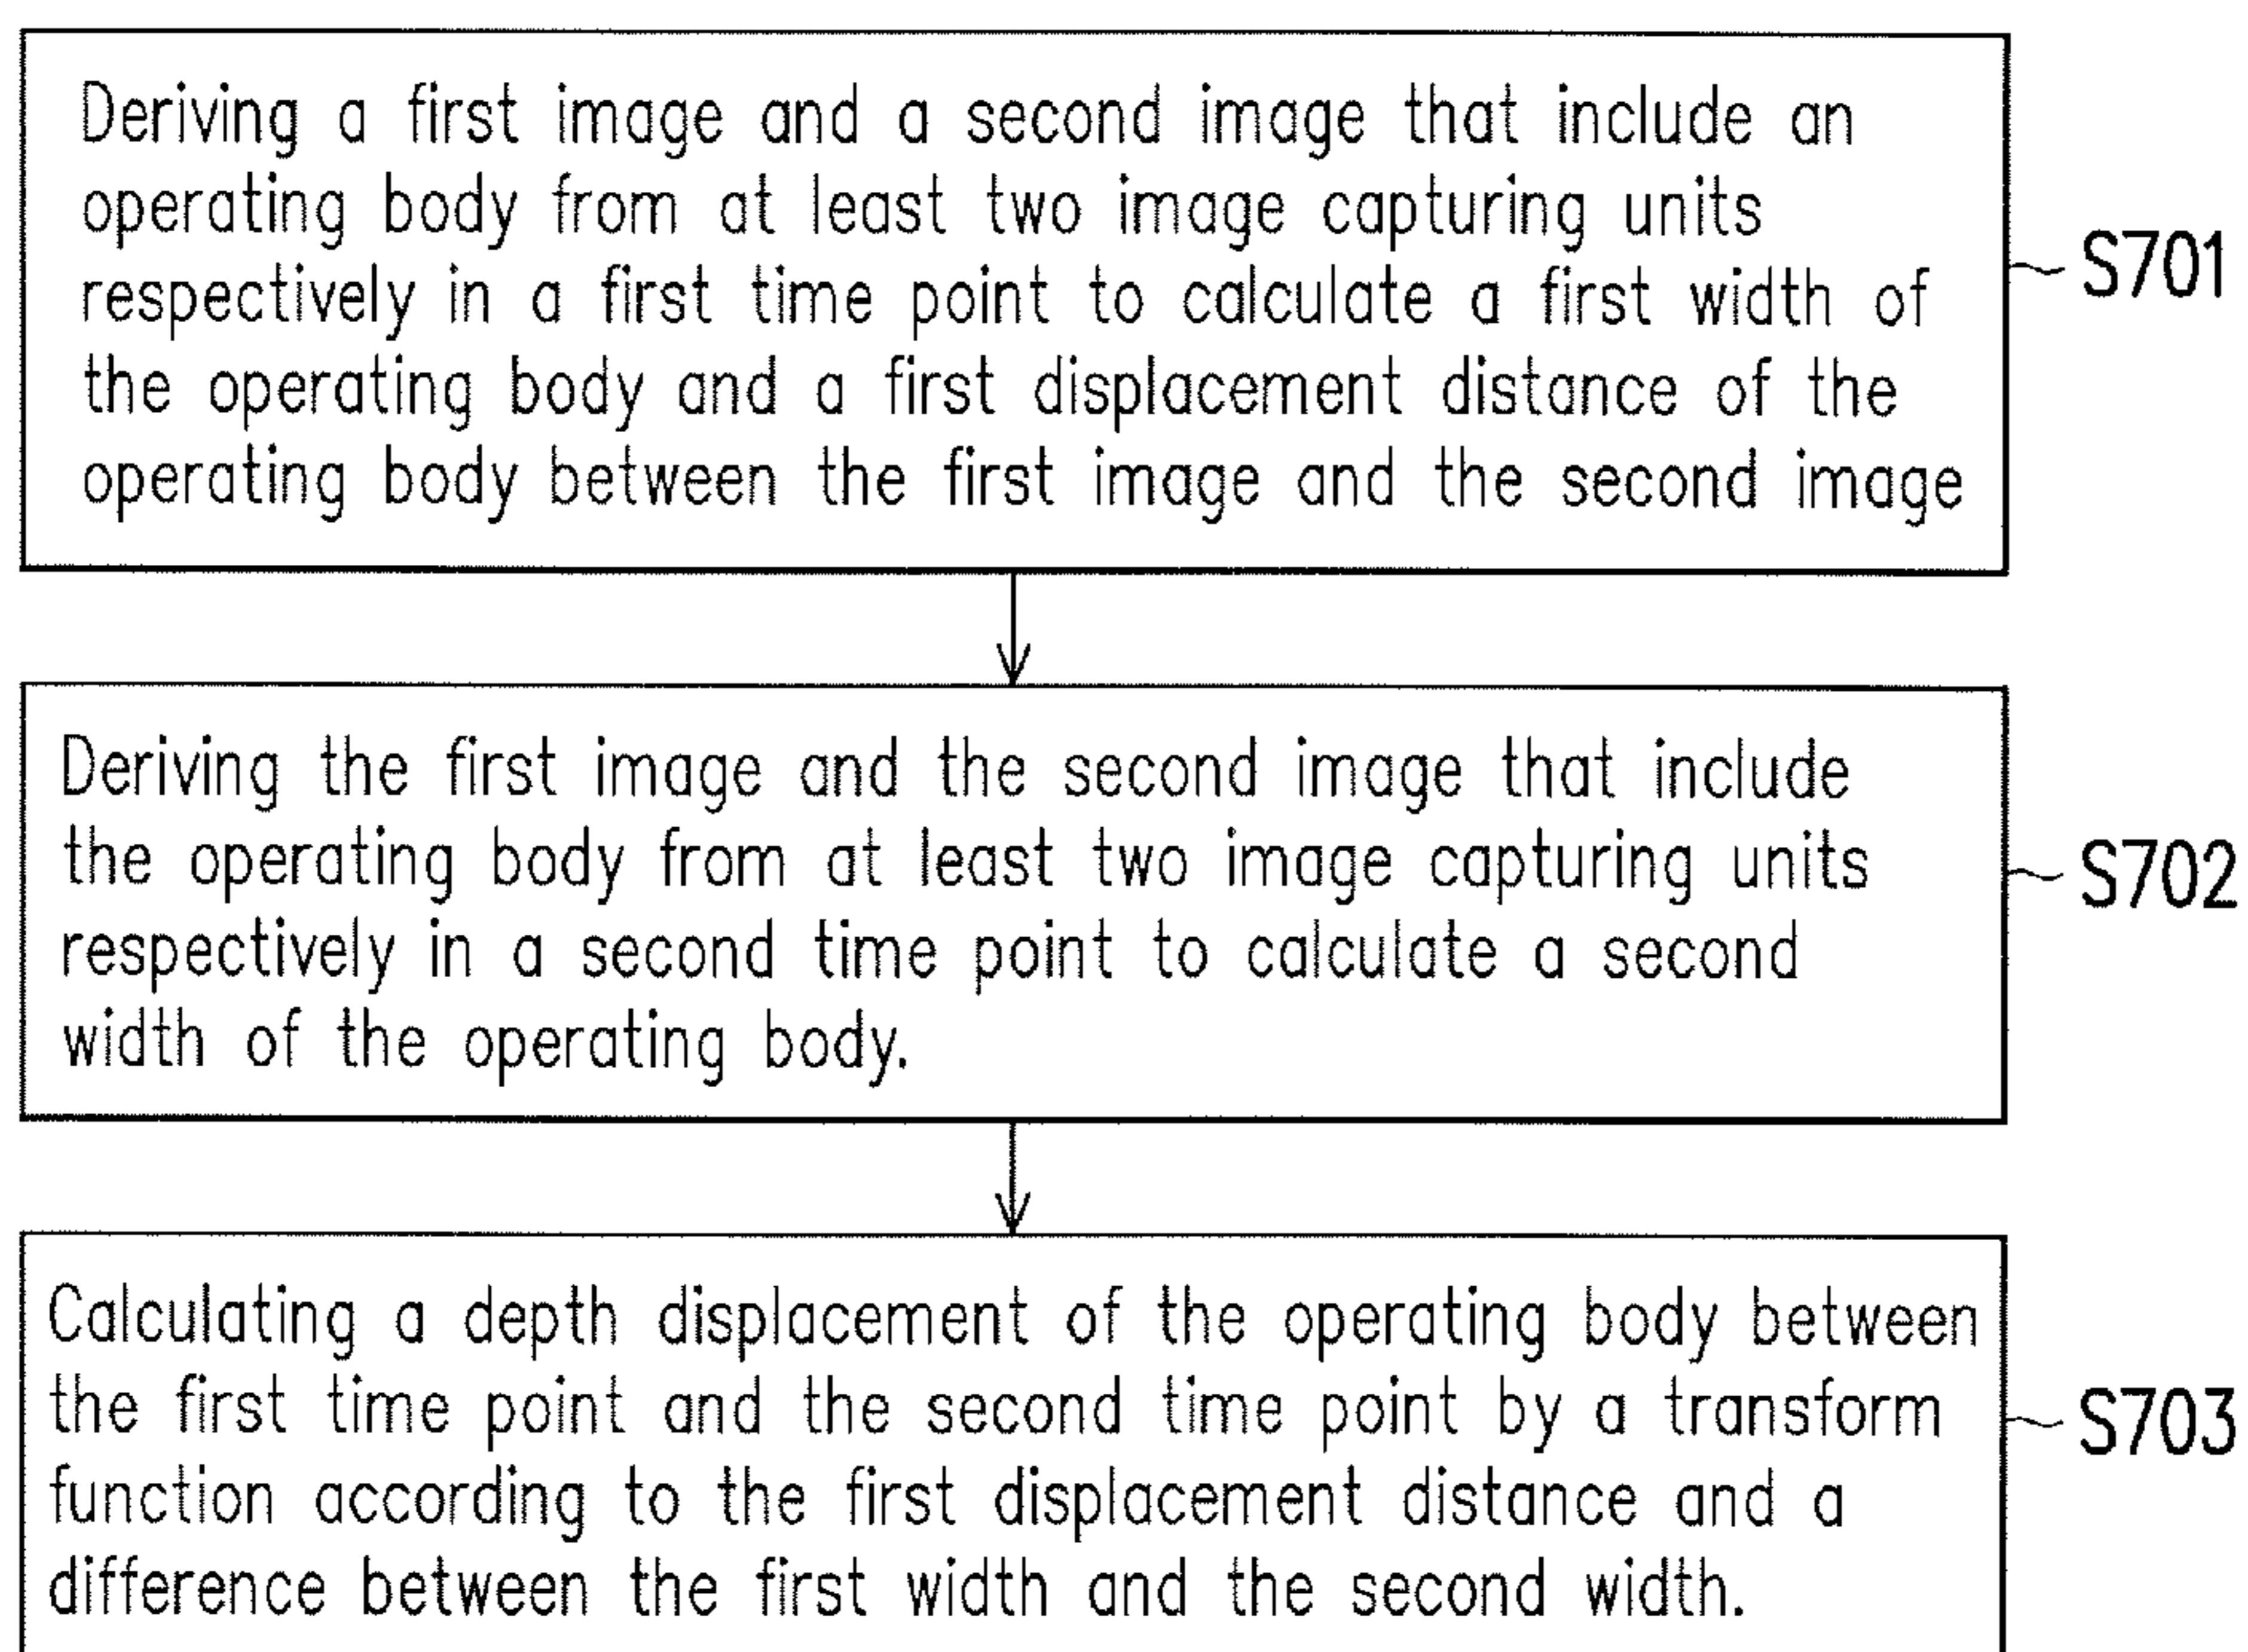 Deriving a first image and a second image that include an
operating body from at least two image capturing units
respectively in a first time point to calculate a first width of
the operating body and a first displacement distance of the
operating body between the first image and the second image
S701
Deriving the first image and the second image that include
the operating body from at least two image capturing units
respectively in a second time point to calculate a second
width of the operating body.
S702
Calculating a depth displacement of the operating body between
the first time point and the second time point by a transform
function according to the first displacement distance and a
difference between the first width and the second width.
S703